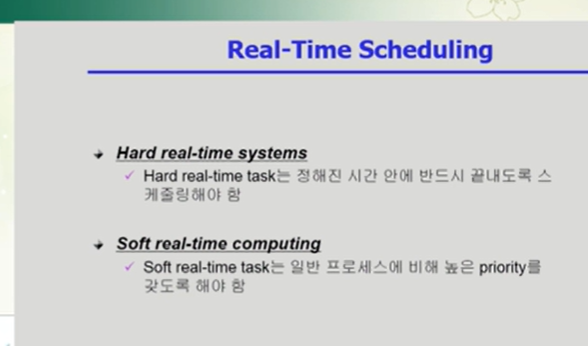 Real-Time Scheduling
Hard real-time systems
Hard real-time task는 정해진 시간 안에 반드시 끝내도록 스
케줄링해야 함
Soft real-time computing
Soft real-time task는 일반 프로세스에 비해 높은 priority를
갖도록 해야 함